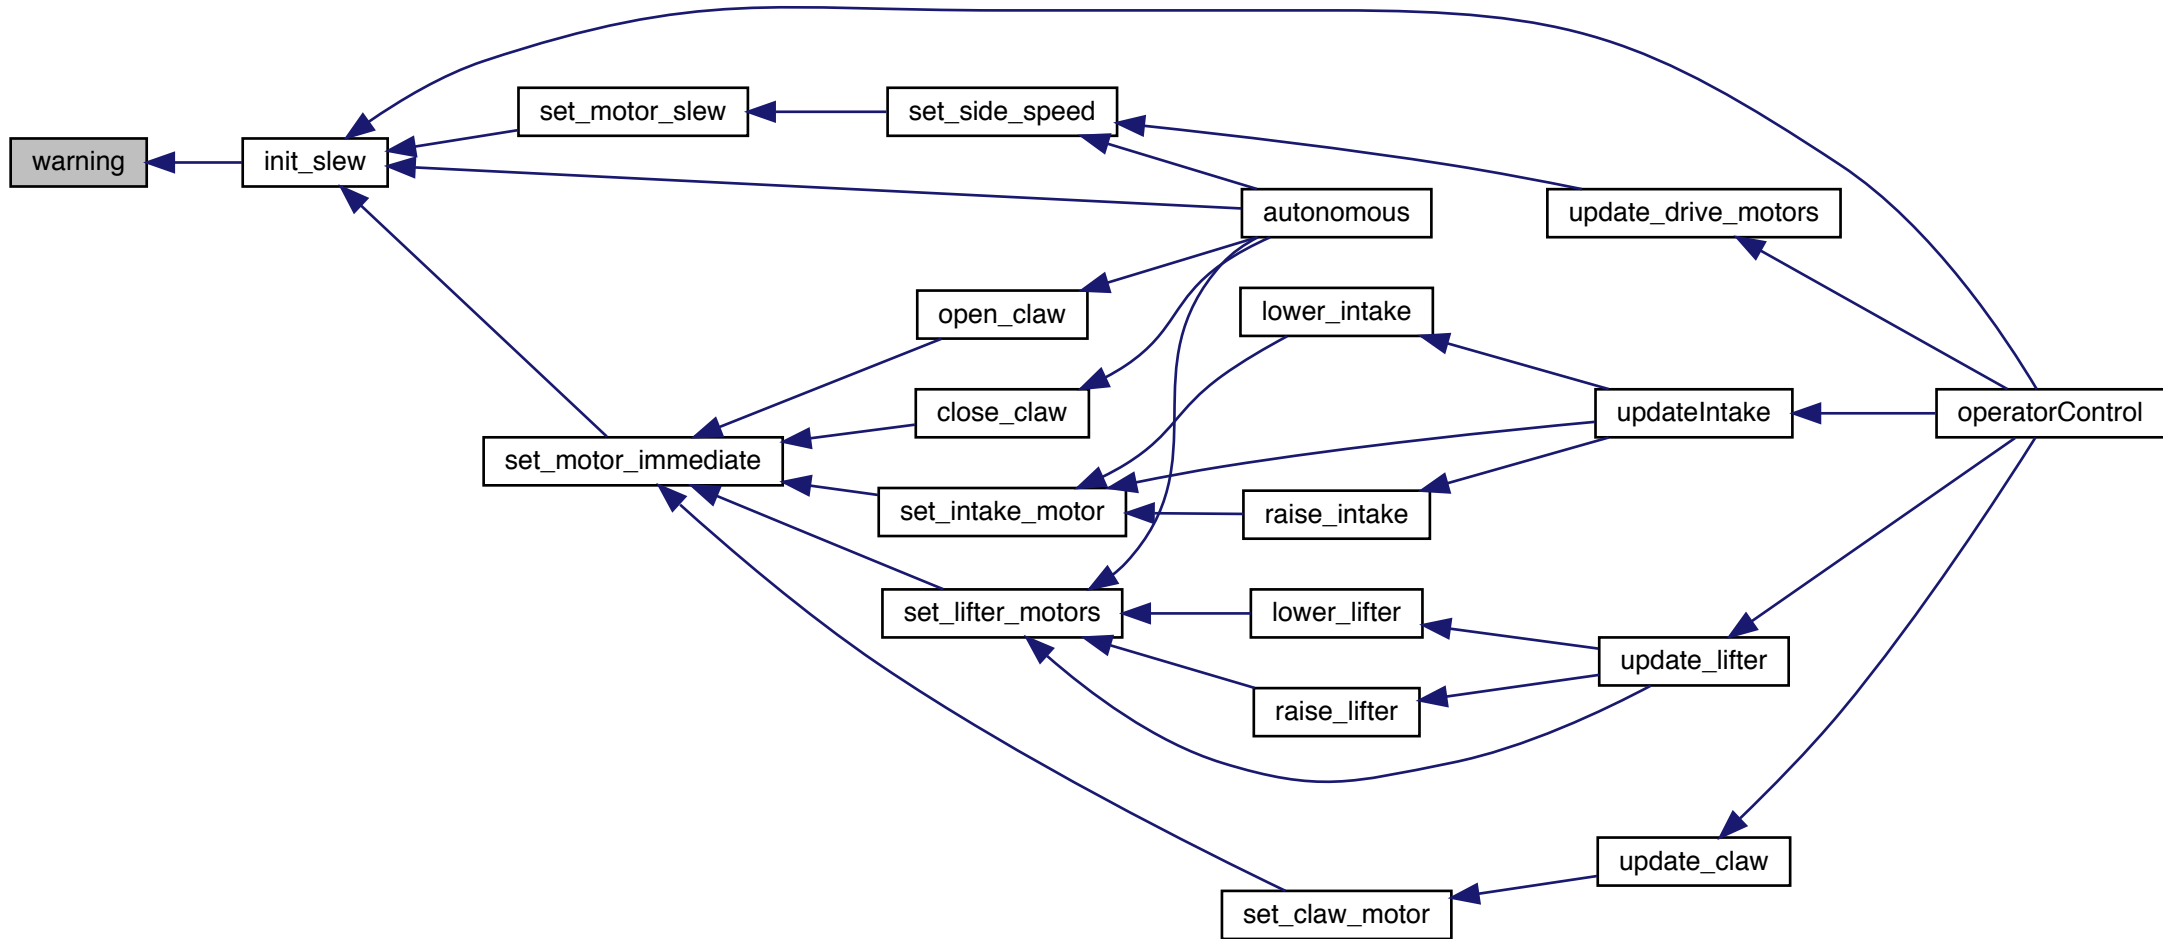 warning
init_slew
set_motor_slew
set_side_speed
autonomous
update_drive_motors
open_claw
lower_intake
close_claw
updateIntake
operatorControl
set_motor_immediate
set_intake_motor
raise_intake
set_lifter_motors
lower_lifter
update_lifter
raise_lifter
update_claw
set_claw_motor